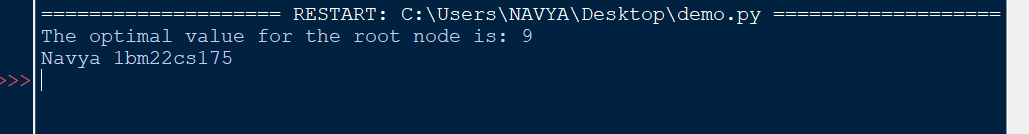 ==================== RESTART: C:\Users\NAVYA\Desktop\demo.py ===================
The optimal value for the root node is: 9
Navya 1bm22cs175
>>>